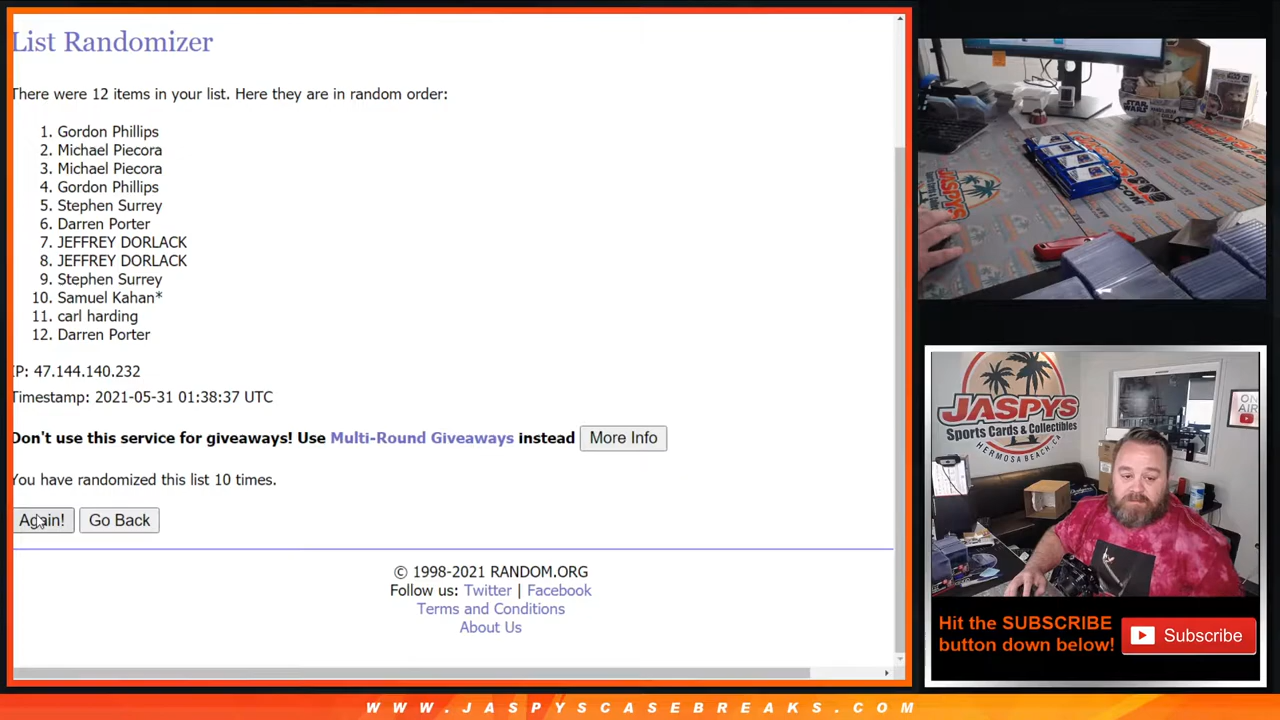 List Randomizer
There were 12 items in your list. Here they are in random order:
1. Gordon Phillips
2. Michael Piecora
3. Michael Piecora
4. Gordon Phillips
5. Stephen Surrey
6. Darren Porter
7. JEFFREY DORLACK
8. JEFFREY DORLACK
9. Stephen Surrey
10. Samuel Kahan*
11. carl harding
12. Darren Porter
IP: 47.144.140.232
Timestamp: 2021-05-31 01:38:37 UTC
Don't use this service for giveaways! Use Multi-Round Giveaways instead More Info
You have randomized this list 10 times.
Again! Go Back
© 1998-2021 RANDOM.ORG
Follow us: Twitter | Facebook
Terms and Conditions
About Us
STAR WARS
JASPYS
JASPYS
Sports Cards & Collectibles
HERMOSA BEACH, CA
ON AIR
Hit the SUBSCRIBE
button down below!
Subscribe
WWW.JASPYSCASEBREAKS.COM